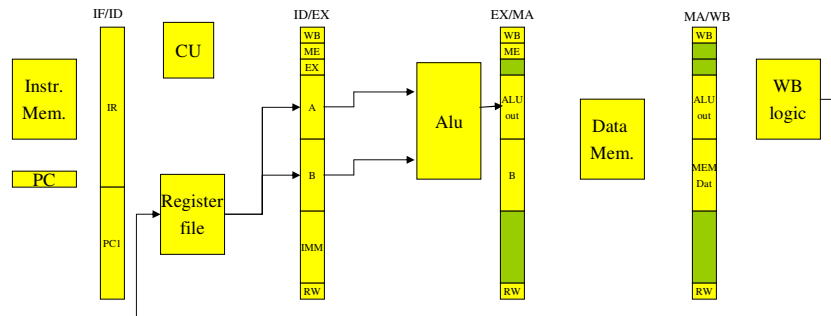 IF/ID
ID/EX
EX/MA
MA/WB
CU
Instr.
Mem.
PC
IR
PC1
Register
file
WB
ME
EX
A
B
IMM
RW
Alu
WB
ME
ALU
out
B
RW
Data
Mem.
WB
ALU
out
MEM
Dat
RW
WB
logic